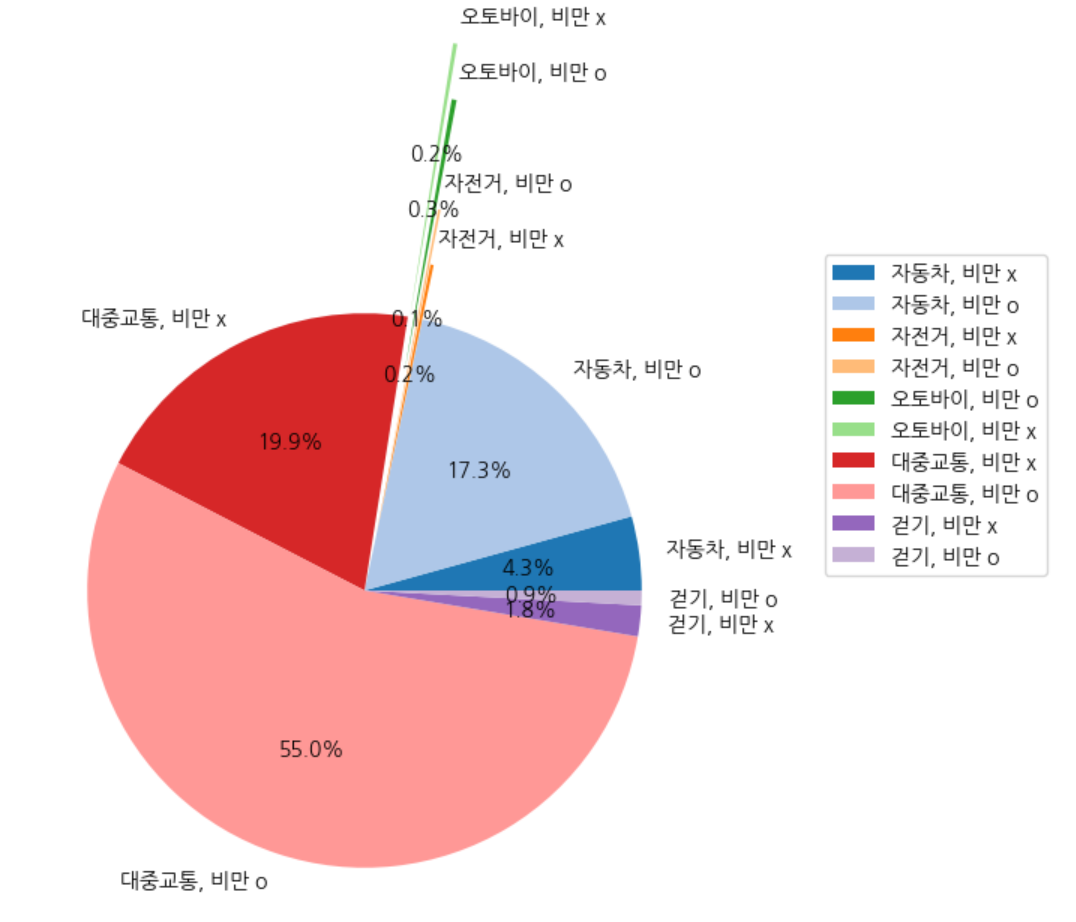 오토바이, 비만 x
오토바이, 비만 o
0.2%
자전거, 비만 o
0.3%
자전거, 비만 x
대중교통, 비만 x
0.1%
자동차, 비만 o
0.2%
19.9%
17.3%
자동차, 비만 x
4.3%
0.9%
걷기, 비만 o
1.8%
걷기, 비만 x
55.0%
대중교통, 비만 o
자동차, 비만 x
자동차, 비만 o
자전거, 비만 x
자전거, 비만 o
오토바이, 비만 o
오토바이, 비만 x
대중교통, 비만 x
대중교통, 비만 o
걷기, 비만 x
걷기, 비만 o